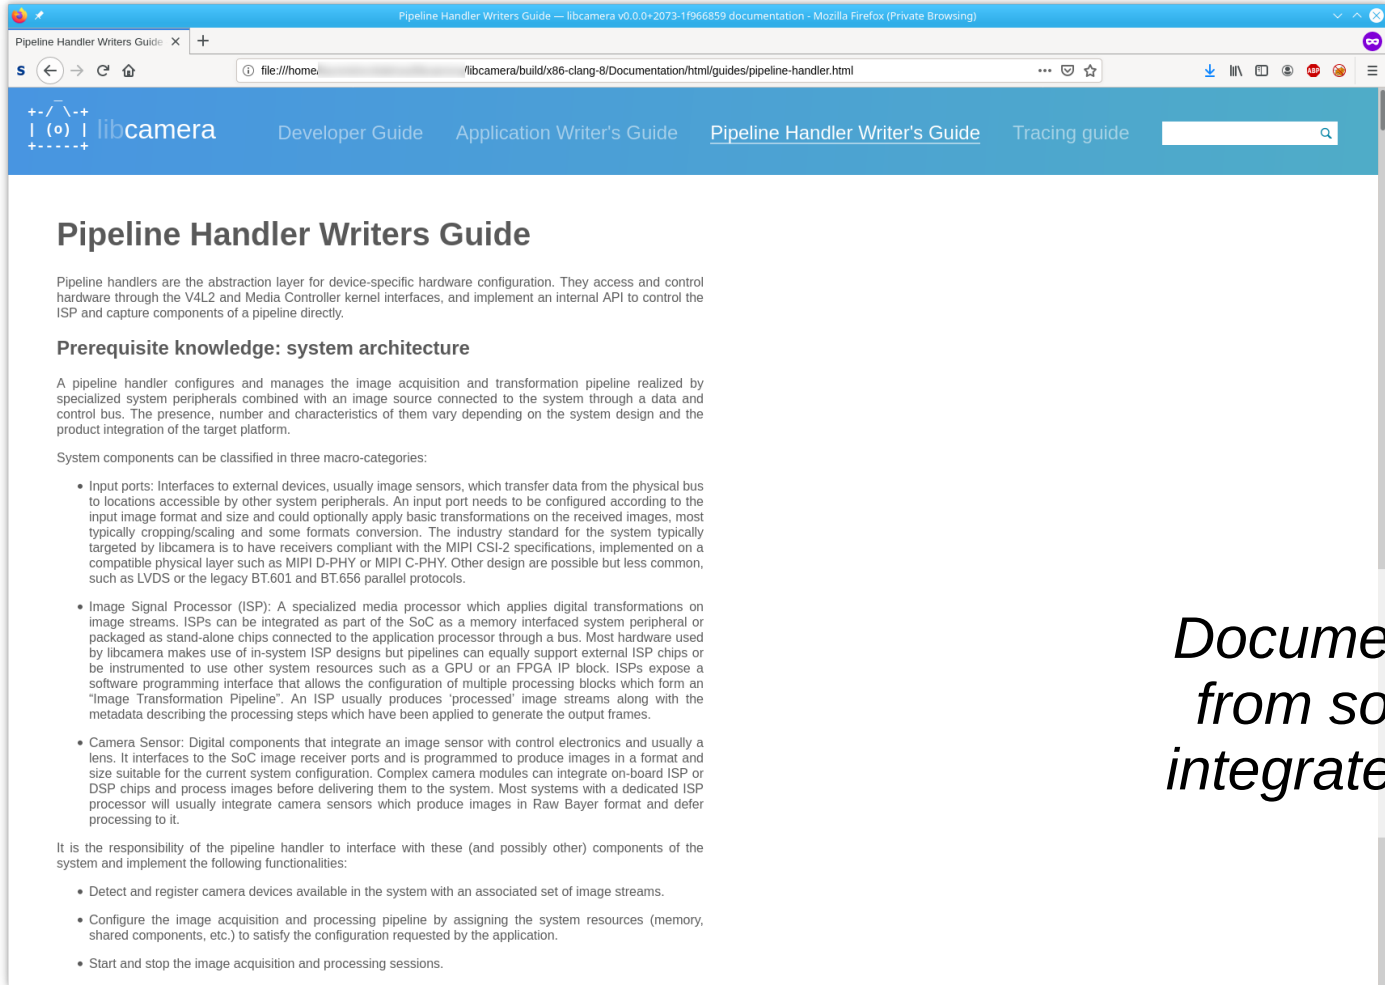 Pipeline Handler Writers Guide — libcamera v0.0.0+2073-1f966859 documentation - Mozilla Firefox (Private Browsing)
Pipeline Handler Writers Guide
S
file:///home/ /libcamera/build/x86-clang-8/Documentation/html/guides/pipeline-handler.html
ABP
libcamera
Developer Guide
Application Writer's Guide
Pipeline Handler Writer's Guide
Tracing guide
Pipeline Handler Writers Guide
Pipeline handlers are the abstraction layer for device-specific hardware configuration. They access and control
hardware through the V4L2 and Media Controller kernel interfaces, and implement an internal API to control the
ISP and capture components of a pipeline directly.
Prerequisite knowledge: system architecture
A pipeline handler configures and manages the image acquisition and transformation pipeline realized by
specialized system peripherals combined with an image source connected to the system through a data and
control bus. The presence, number and characteristics of them vary depending on the system design and the
product integration of the target platform.
System components can be classified in three macro-categories:
• Input ports: Interfaces to external devices, usually image sensors, which transfer data from the physical bus
to locations accessible by other system peripherals. An input port needs to be configured according to the
input image format and size and could optionally apply basic transformations on the received images, most
typically cropping/scaling and some formats conversion. The industry standard for the system typically
targeted by libcamera is to have receivers compliant with the MIPI CSI-2 specifications, implemented on a
compatible physical layer such as MIPI D-PHY or MIPI C-PHY. Other design are possible but less common,
such as LVDS or the legacy BT.601 and BT.656 parallel protocols.
• Image Signal Processor (ISP): A specialized media processor which applies digital transformations on
image streams. ISPs can be integrated as part of the SoC as a memory interfaced system peripheral or
packaged as stand-alone chips connected to the application processor through a bus. Most hardware used
by libcamera makes use of in-system ISP designs but pipelines can equally support external ISP chips or
be instrumented to use other system resources such as a GPU or an FPGA IP block. ISPs expose a
software programming interface that allows the configuration of multiple processing blocks which form an
“Image Transformation Pipeline”. An ISP usually produces ‘processed’ image streams along with the
metadata describing the processing steps which have been applied to generate the output frames.
• Camera Sensor: Digital components that integrate an image sensor with control electronics and usually a
lens. It interfaces to the SoC image receiver ports and is programmed to produce images in a format and
size suitable for the current system configuration. Complex camera modules can integrate on-board ISP or
DSP chips and process images before delivering them to the system. Most systems with a dedicated ISP
processor will usually integrate camera sensors which produce images in Raw Bayer format and defer
processing to it.
It is the responsibility of the pipeline handler to interface with these (and possibly other) components of the
system and implement the following functionalities:
• Detect and register camera devices available in the system with an associated set of image streams.
• Configure the image acquisition and processing pipeline by assigning the system resources (memory,
shared components, etc.) to satisfy the configuration requested by the application.
• Start and stop the image acquisition and processing sessions.
Docume
from so
integrate